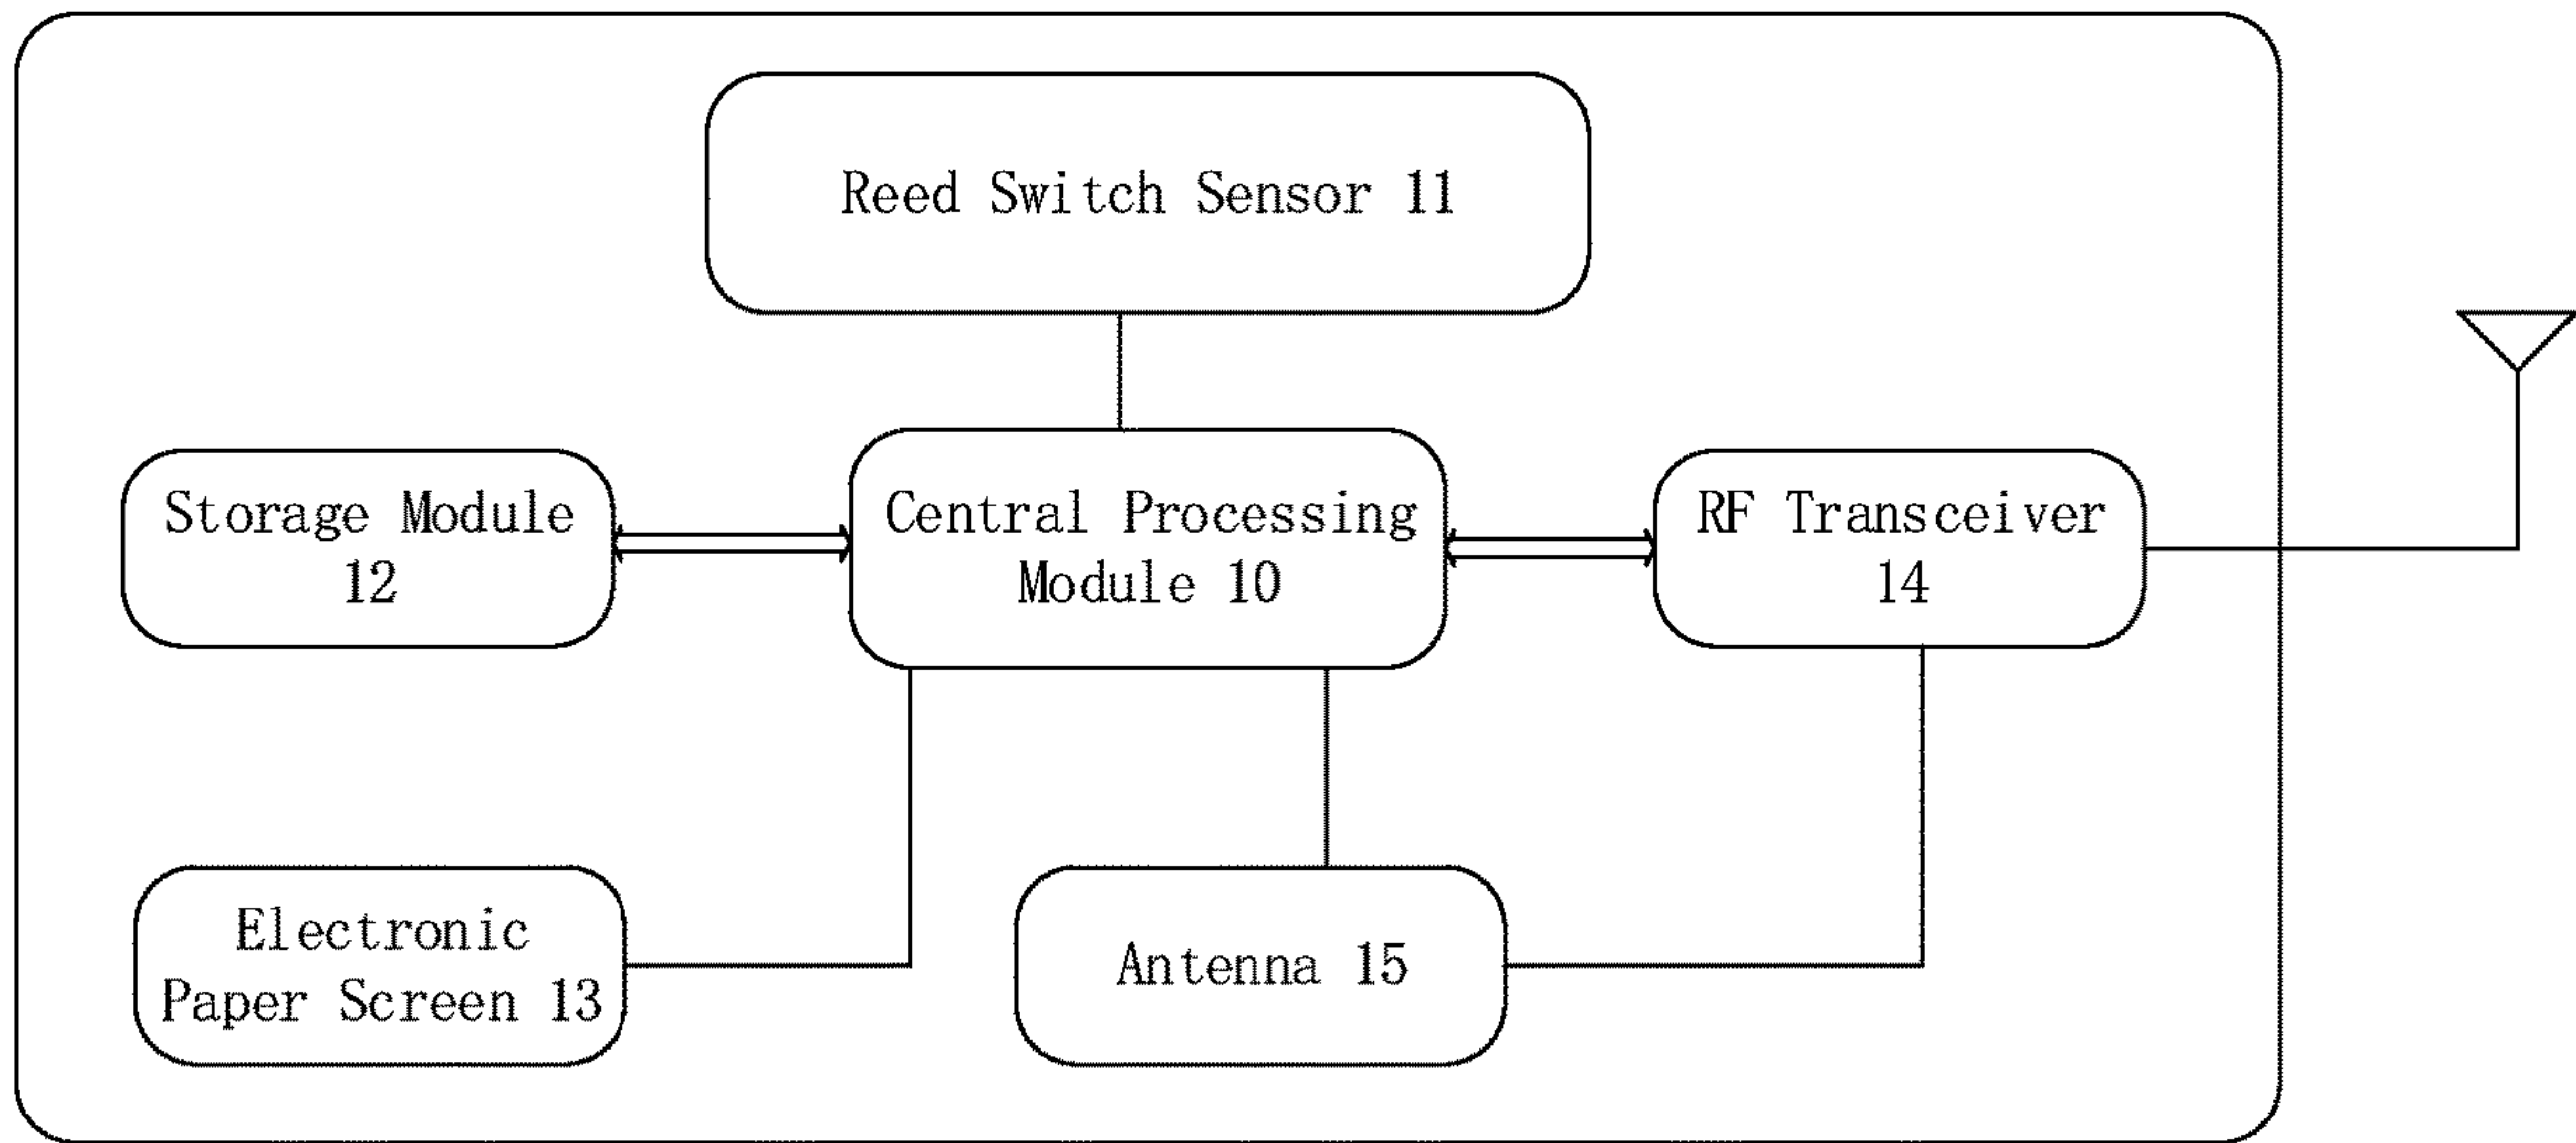 Reed Switch Sensor 11
Storage Module
12
Central Processing
Module 10
RF Transceiver
14
Electronic
Paper Screen 13
Antenna 15